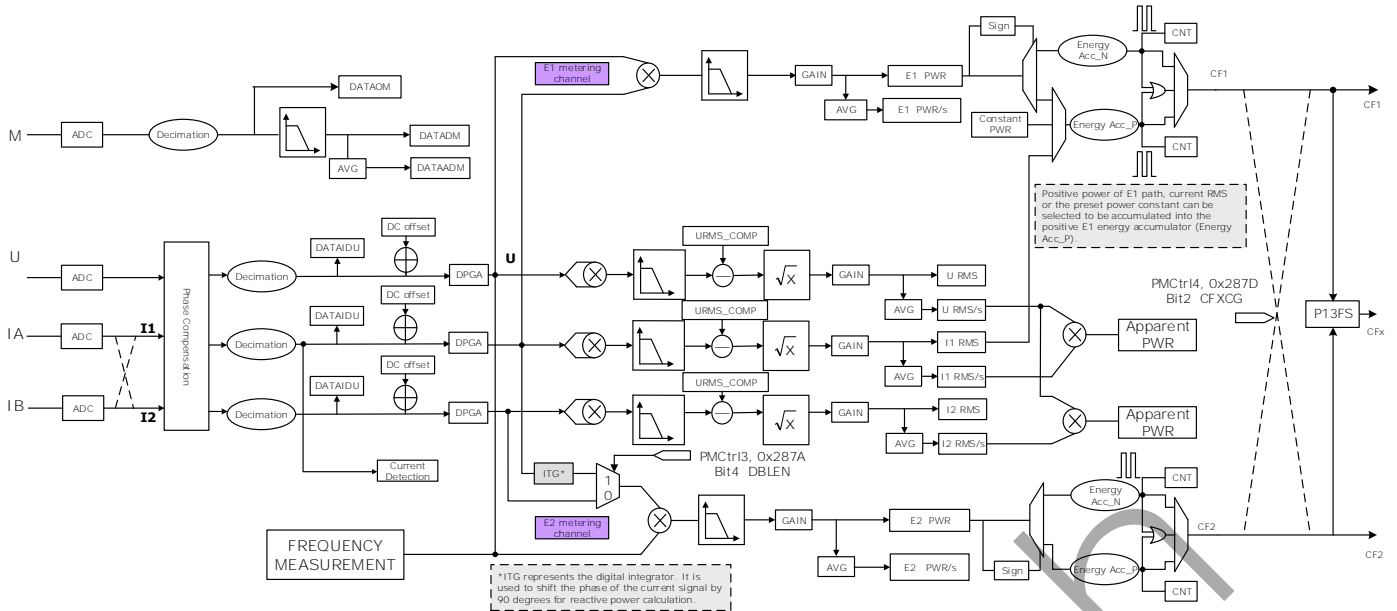 Sign
CNT
Energy Acc_N
E1 metering channel
GAIN
E1 PWR
CF1
CF1
DATAOM
AVG
E1 PWR/s
Constant PWR
Energy Acc_P
M
ADC
Decimation
DATADM
CNT
AVG
DATAADM
Positive power of E1 path, current RMS
or the preset power constant can be
selected to be accumulated into the
positive E1 energy accumulator (Energy
Acc_P).
DC offset
URMS_COMP
U
DATAIDU
U
ADC
Phase Compensation
Decimation
DPGA
√x
GAIN
U RMS
PMCtrl4, 0x287D
Bit2 CFXCG
DC offset
URMS_COMP
AVG
U RMS/s
DATAIDU
P13FS
CFx
IA
ADC
I1
Decimation
DPGA
√x
GAIN
I1 RMS
Apparent PWR
DC offset
URMS_COMP
AVG
I1 RMS/s
DATAIDU
IB
ADC
I2
Decimation
DPGA
√x
GAIN
I2 RMS
Apparent PWR
AVG
I2 RMS/s
Current Detection
ITG*
1
0
PMCtrl3, 0x287A
Bit4 DBLEN
CNT
Energy Acc_N
E2 metering channel
GAIN
E2 PWR
CF2
CF2
FREQUENCY
MEASUREMENT
AVG
E2 PWR/s
Sign
Energy Acc_P
CNT
*ITG represents the digital integrator. It is
used to shift the phase of the current signal by
90 degrees for reactive power calculation.